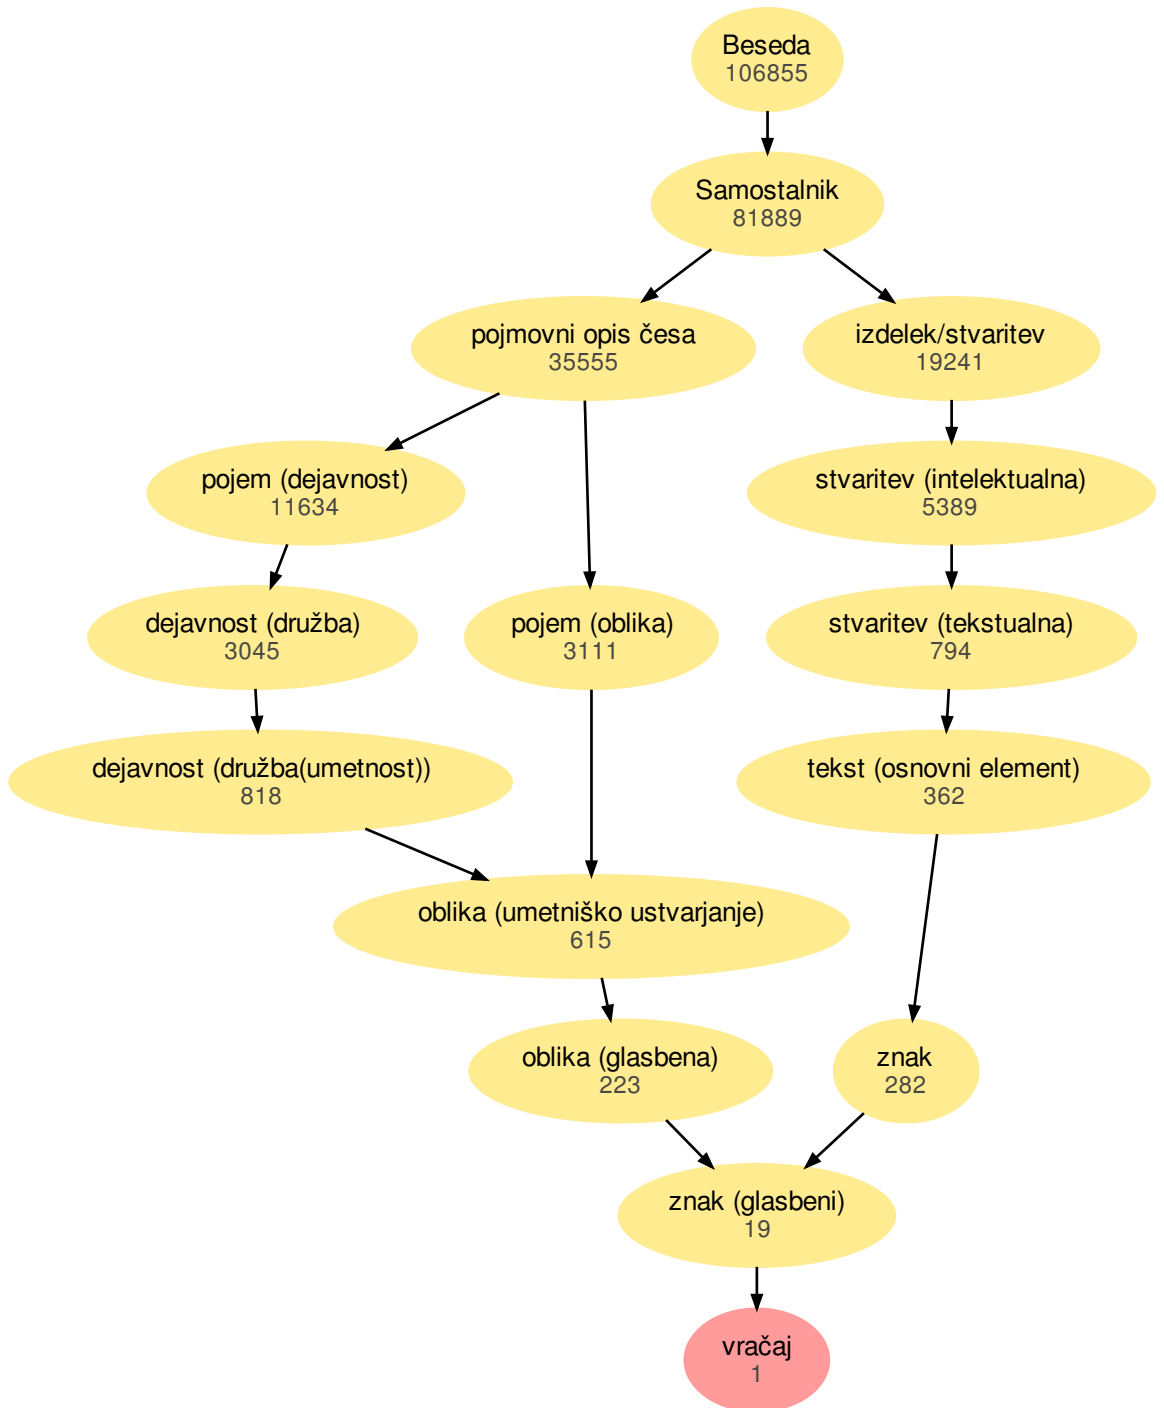 Beseda
106855
Samostalnik
81889
pojmovni opis česa
35555
izdelek/stvaritev
19241
pojem (dejavnost)
11634
stvaritev (intelektualna)
5389
dejavnost (družba)
3045
pojem (oblika)
3111
stvaritev (tekstualna)
794
dejavnost (družba(umetnost))
818
tekst (osnovni element)
362
oblika (umetniško ustvarjanje)
615
oblika (glasbena)
223
znak
282
znak (glasbeni)
19
vračaj
1